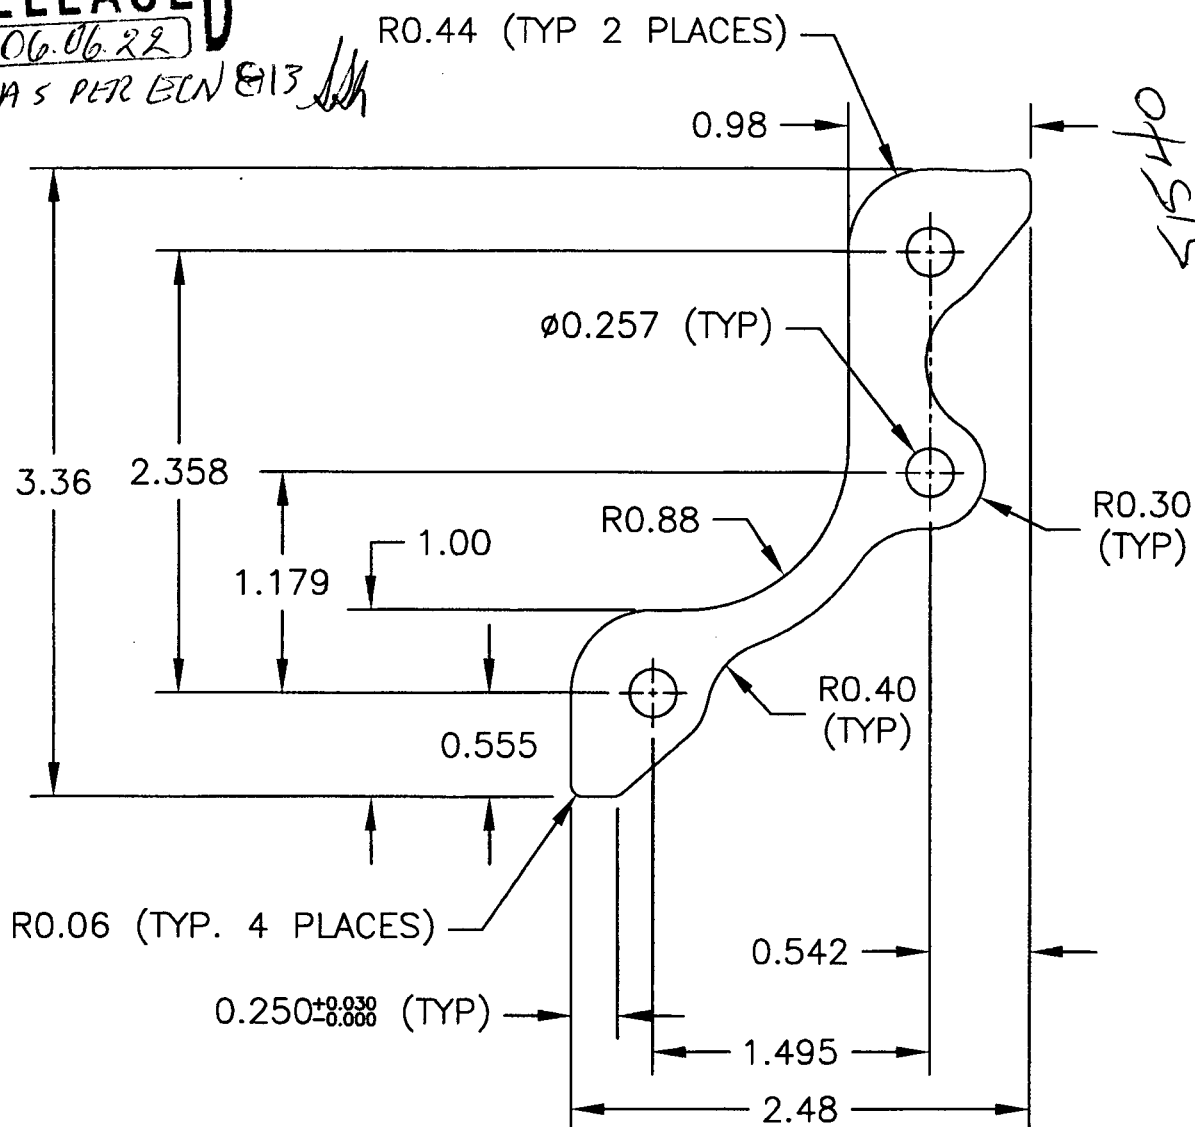 06.06.22
AS PER ECN 813
R0.44 (TYP 2 PLACES)
0.98
Ø0.257 (TYP)
3.36
2.358
R0.88
R0.30
(TYP)
1.00
1.179
R0.40
(TYP)
0.555
R0.06 (TYP. 4 PLACES)
0.542
0.250+0.030
-0.000 (TYP)
1.495
2.48